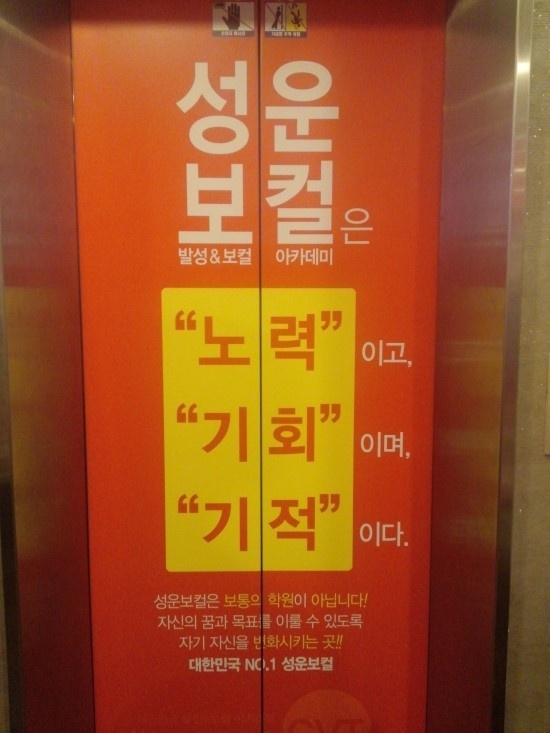 성운
보컬은
발성&보컬 아카데미
“노력”이고,
“기회”이며,
“기적”이다.
성운보컬은 보통의 학원이 아닙니다!
자신의 꿈과 목표를 이룰 수 있도록
자기 자신을 변화시키는 곳!!
대한민국 NO.1 성운보컬